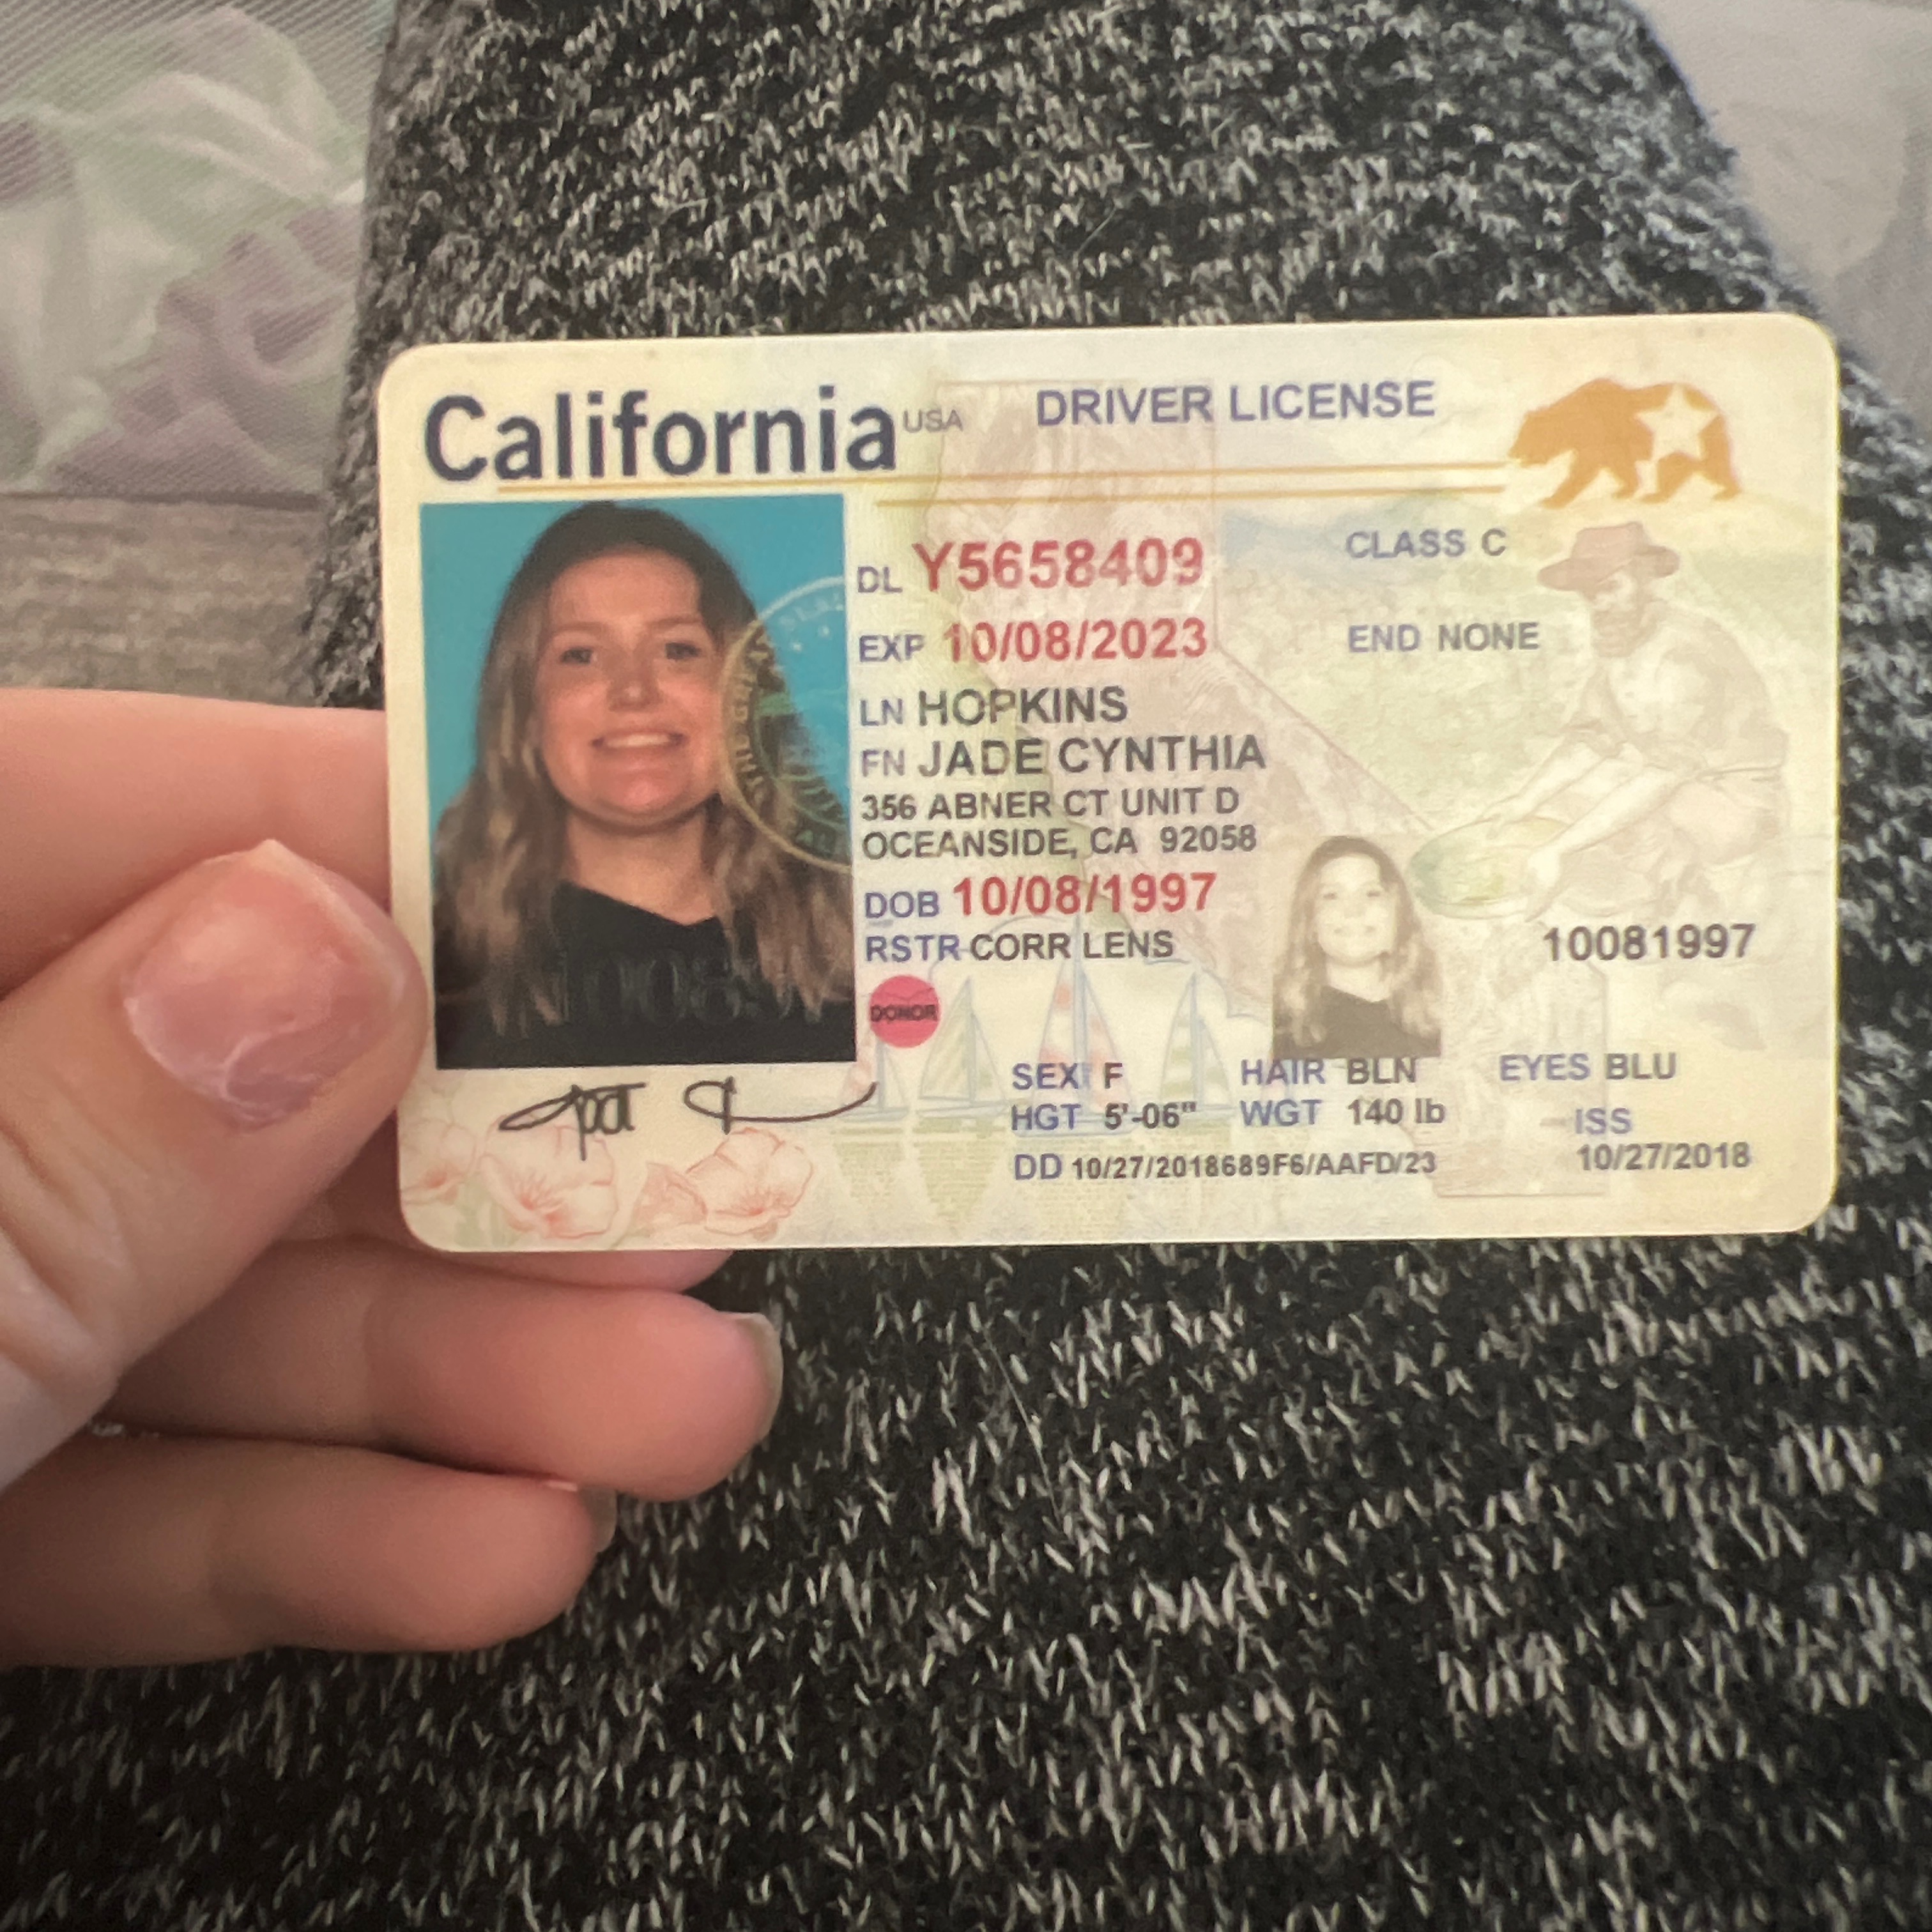 California USA DRIVER LICENSE
DL Y5658409
CLASS C
EXP 10/08/2023
END NONE
LN HOPKINS
FN JADE CYNTHIA
356 ABNER CT UNIT D
OCEANSIDE, CA 92058
DOB 10/08/1997
RSTR CORR LENS
10081997
DONOR
SEX F HAIR BLN EYES BLU
HGT 5'-06" WGT 140 lb ISS
DD 10/27/2018689F6/AAFD/23 10/27/2018